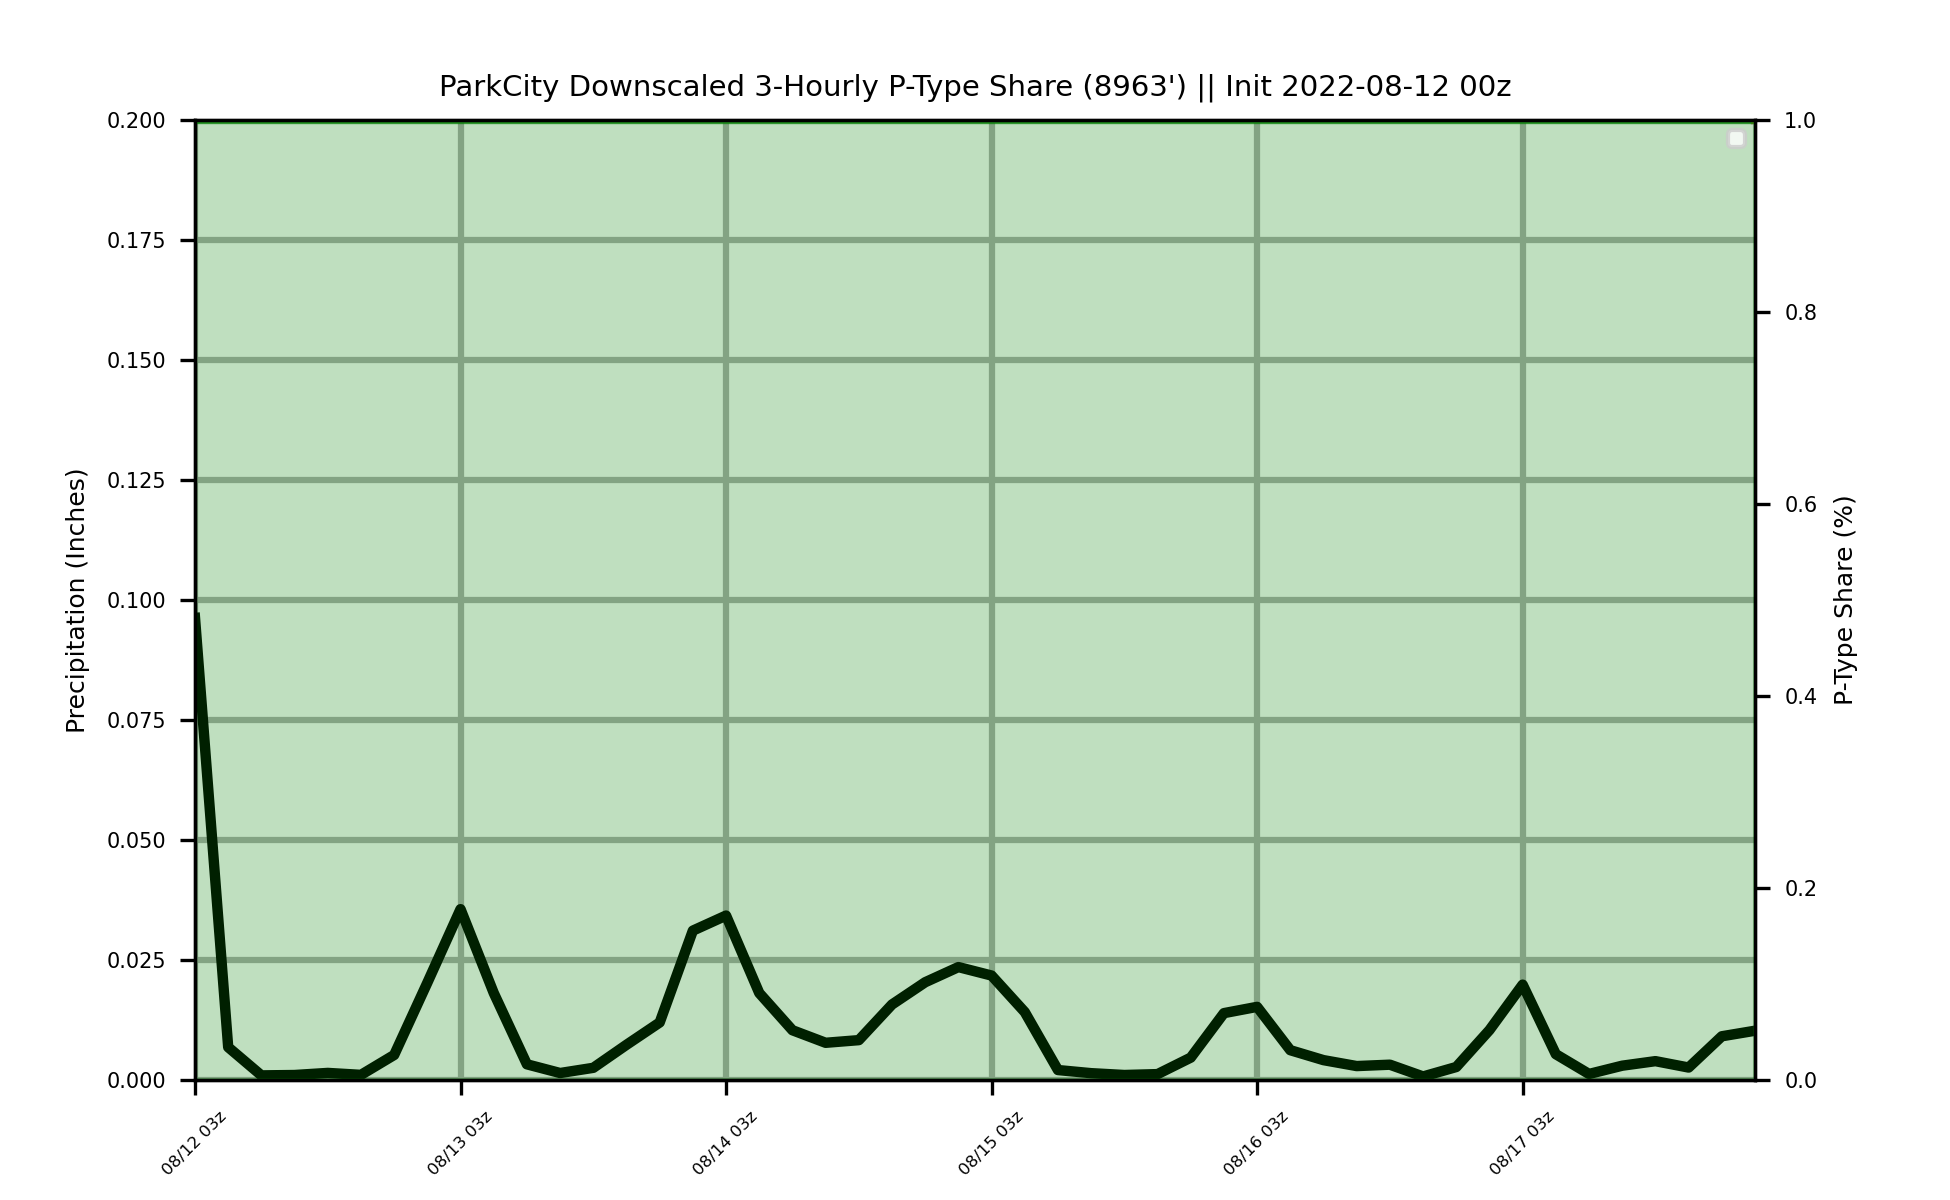 ParkCity Downscaled 3-Hourly P-Type Share (8963') || Init 2022-08-12 00z
Precipitation (Inches)
0.200
0.175
0.150
0.125
0.100
0.075
0.050
0.025
0.000
1.0
0.8
0.6
0.4
0.2
0.0
P-Type Share (%)
08/12 03z
08/13 03z
08/14 03z
08/15 03z
08/16 03z
08/17 03z